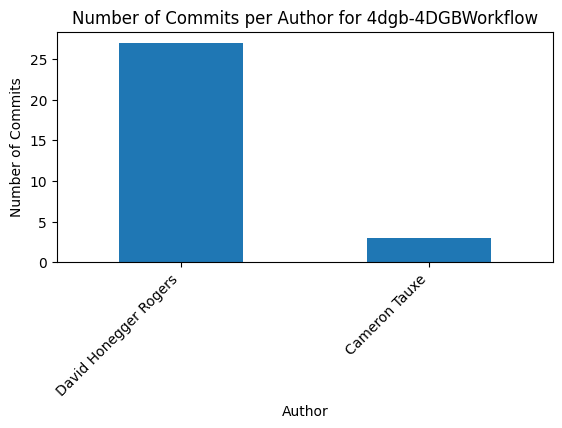 Number of Commits per Author for 4dgb-4DGBWorkflow
Number of Commits
25
20
15
10
5
0
David Honegger Rogers
Cameron Tauxe
Author